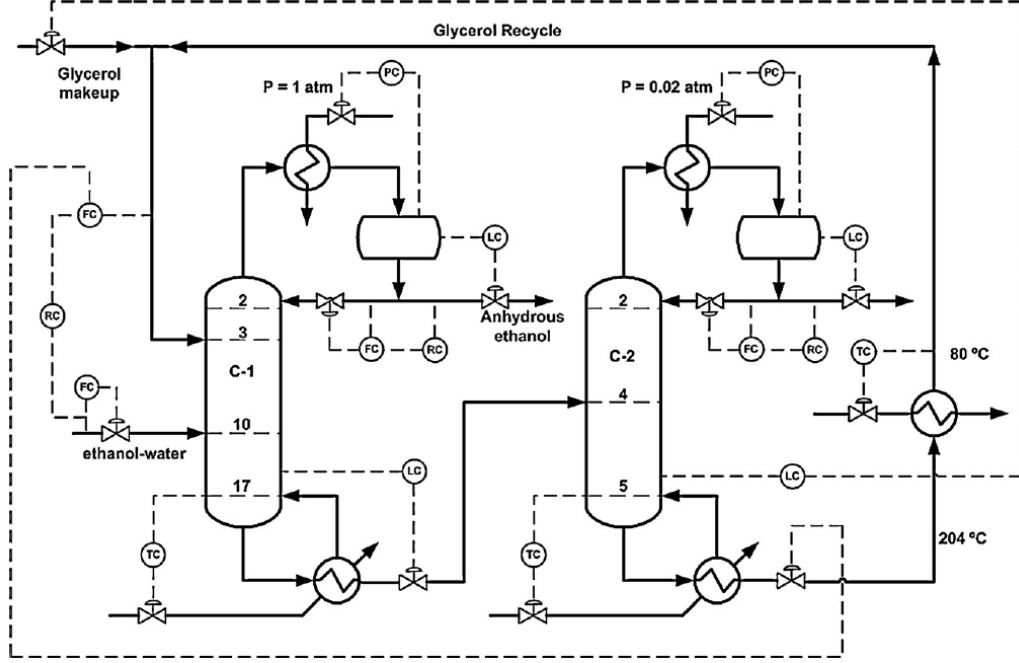 Glycerol Recycle
Glycerol
makeup
P = 1 atm
PC
P = 0.02 atm
PC
FC
LC
LC
RC
2
3
C-1
10
17
FC
RC
Anhydrous
ethanol
2
C-2
4
5
FC
RC
TC
80 ºC
FC
ethanol-water
LC
LC
TC
TC
204 ºC